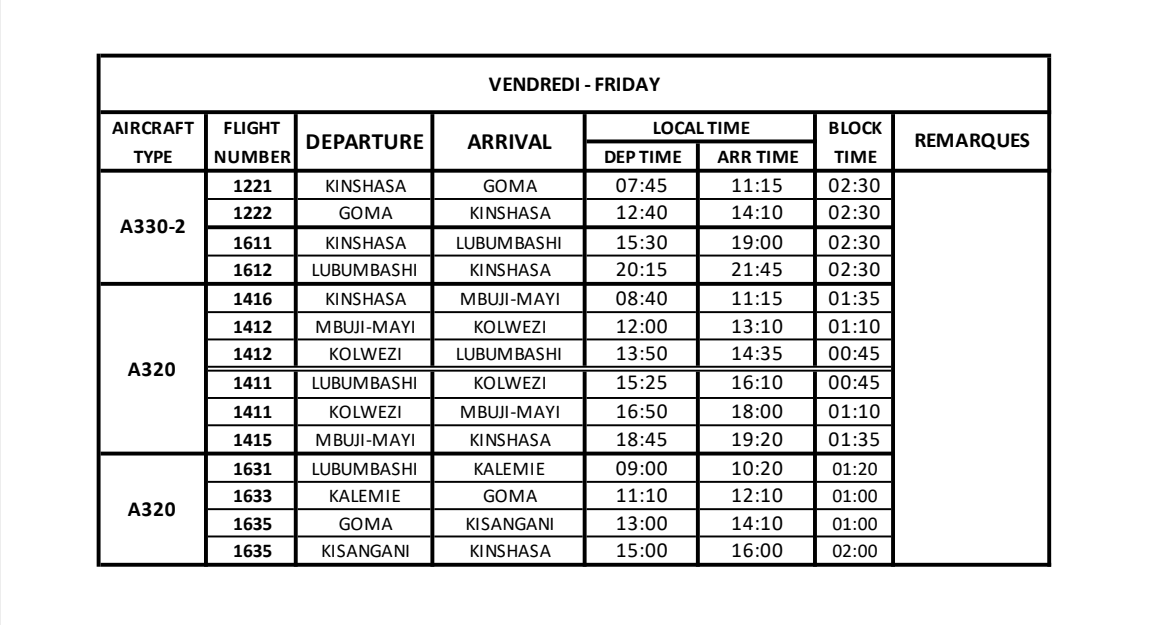 VENDREDI - FRIDAY
AIRCRAFT TYPE FLIGHT NUMBER DEPARTURE ARRIVAL LOCAL TIME BLOCK TIME REMARQUES
DEP TIME ARR TIME
A330-2
1221 KINSHASA GOMA 07:45 11:15 02:30
1222 GOMA KINSHASA 12:40 14:10 02:30
1611 KINSHASA LUBUMBASHI 15:30 19:00 02:30
1612 LUBUMBASHI KINSHASA 20:15 21:45 02:30
A320
1416 KINSHASA MBUJI-MAYI 08:40 11:15 01:35
1412 MBUJI-MAYI KOLWEZI 12:00 13:10 01:10
1412 KOLWEZI LUBUMBASHI 13:50 14:35 00:45
1411 LUBUMBASHI KOLWEZI 15:25 16:10 00:45
1411 KOLWEZI MBUJI-MAYI 16:50 18:00 01:10
1415 MBUJI-MAYI KINSHASA 18:45 19:20 01:35
A320
1631 LUBUMBASHI KALEMIE 09:00 10:20 01:20
1633 KALEMIE GOMA 11:10 12:10 01:00
1635 GOMA KISANGANI 13:00 14:10 01:00
1635 KISANGANI KINSHASA 15:00 16:00 02:00